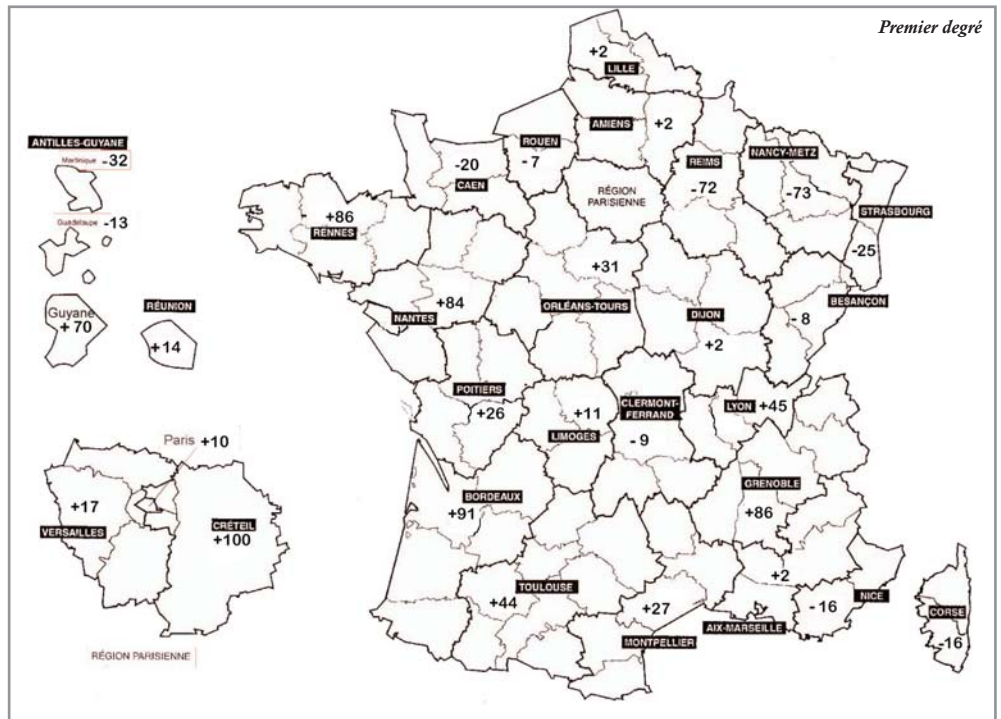 Premier degré
+2
LILLE
AMIENS
+2
ROUEN
- 7
-20
CAEN
REIMS
-72
NANCY-METZ
-73
STRASBOURG
-25
RÉGION
PARISIENNE
+86
RENNES
+31
ORLÉANS-TOURS
+84
NANTES
DIJON
+2
BESANÇON
- 8
POITIERS
+26
+11
LIMOGES
CLERMONT-
FERRAND
- 9
LYON +45
GRENOBLE
+86
BORDEAUX
+91
TOULOUSE
+44
+27
MONTPELLIER
+2
AIX-MARSEILLE
- 16
NICE
CORSE
-16
ANTILLES-GUYANE
Martinique -32
Guadeloupe -13
Guyane
+ 70
RÉUNION
+14
Paris +10
+17
VERSAILLES
CRÉTEIL
+100
RÉGION PARISIENNE